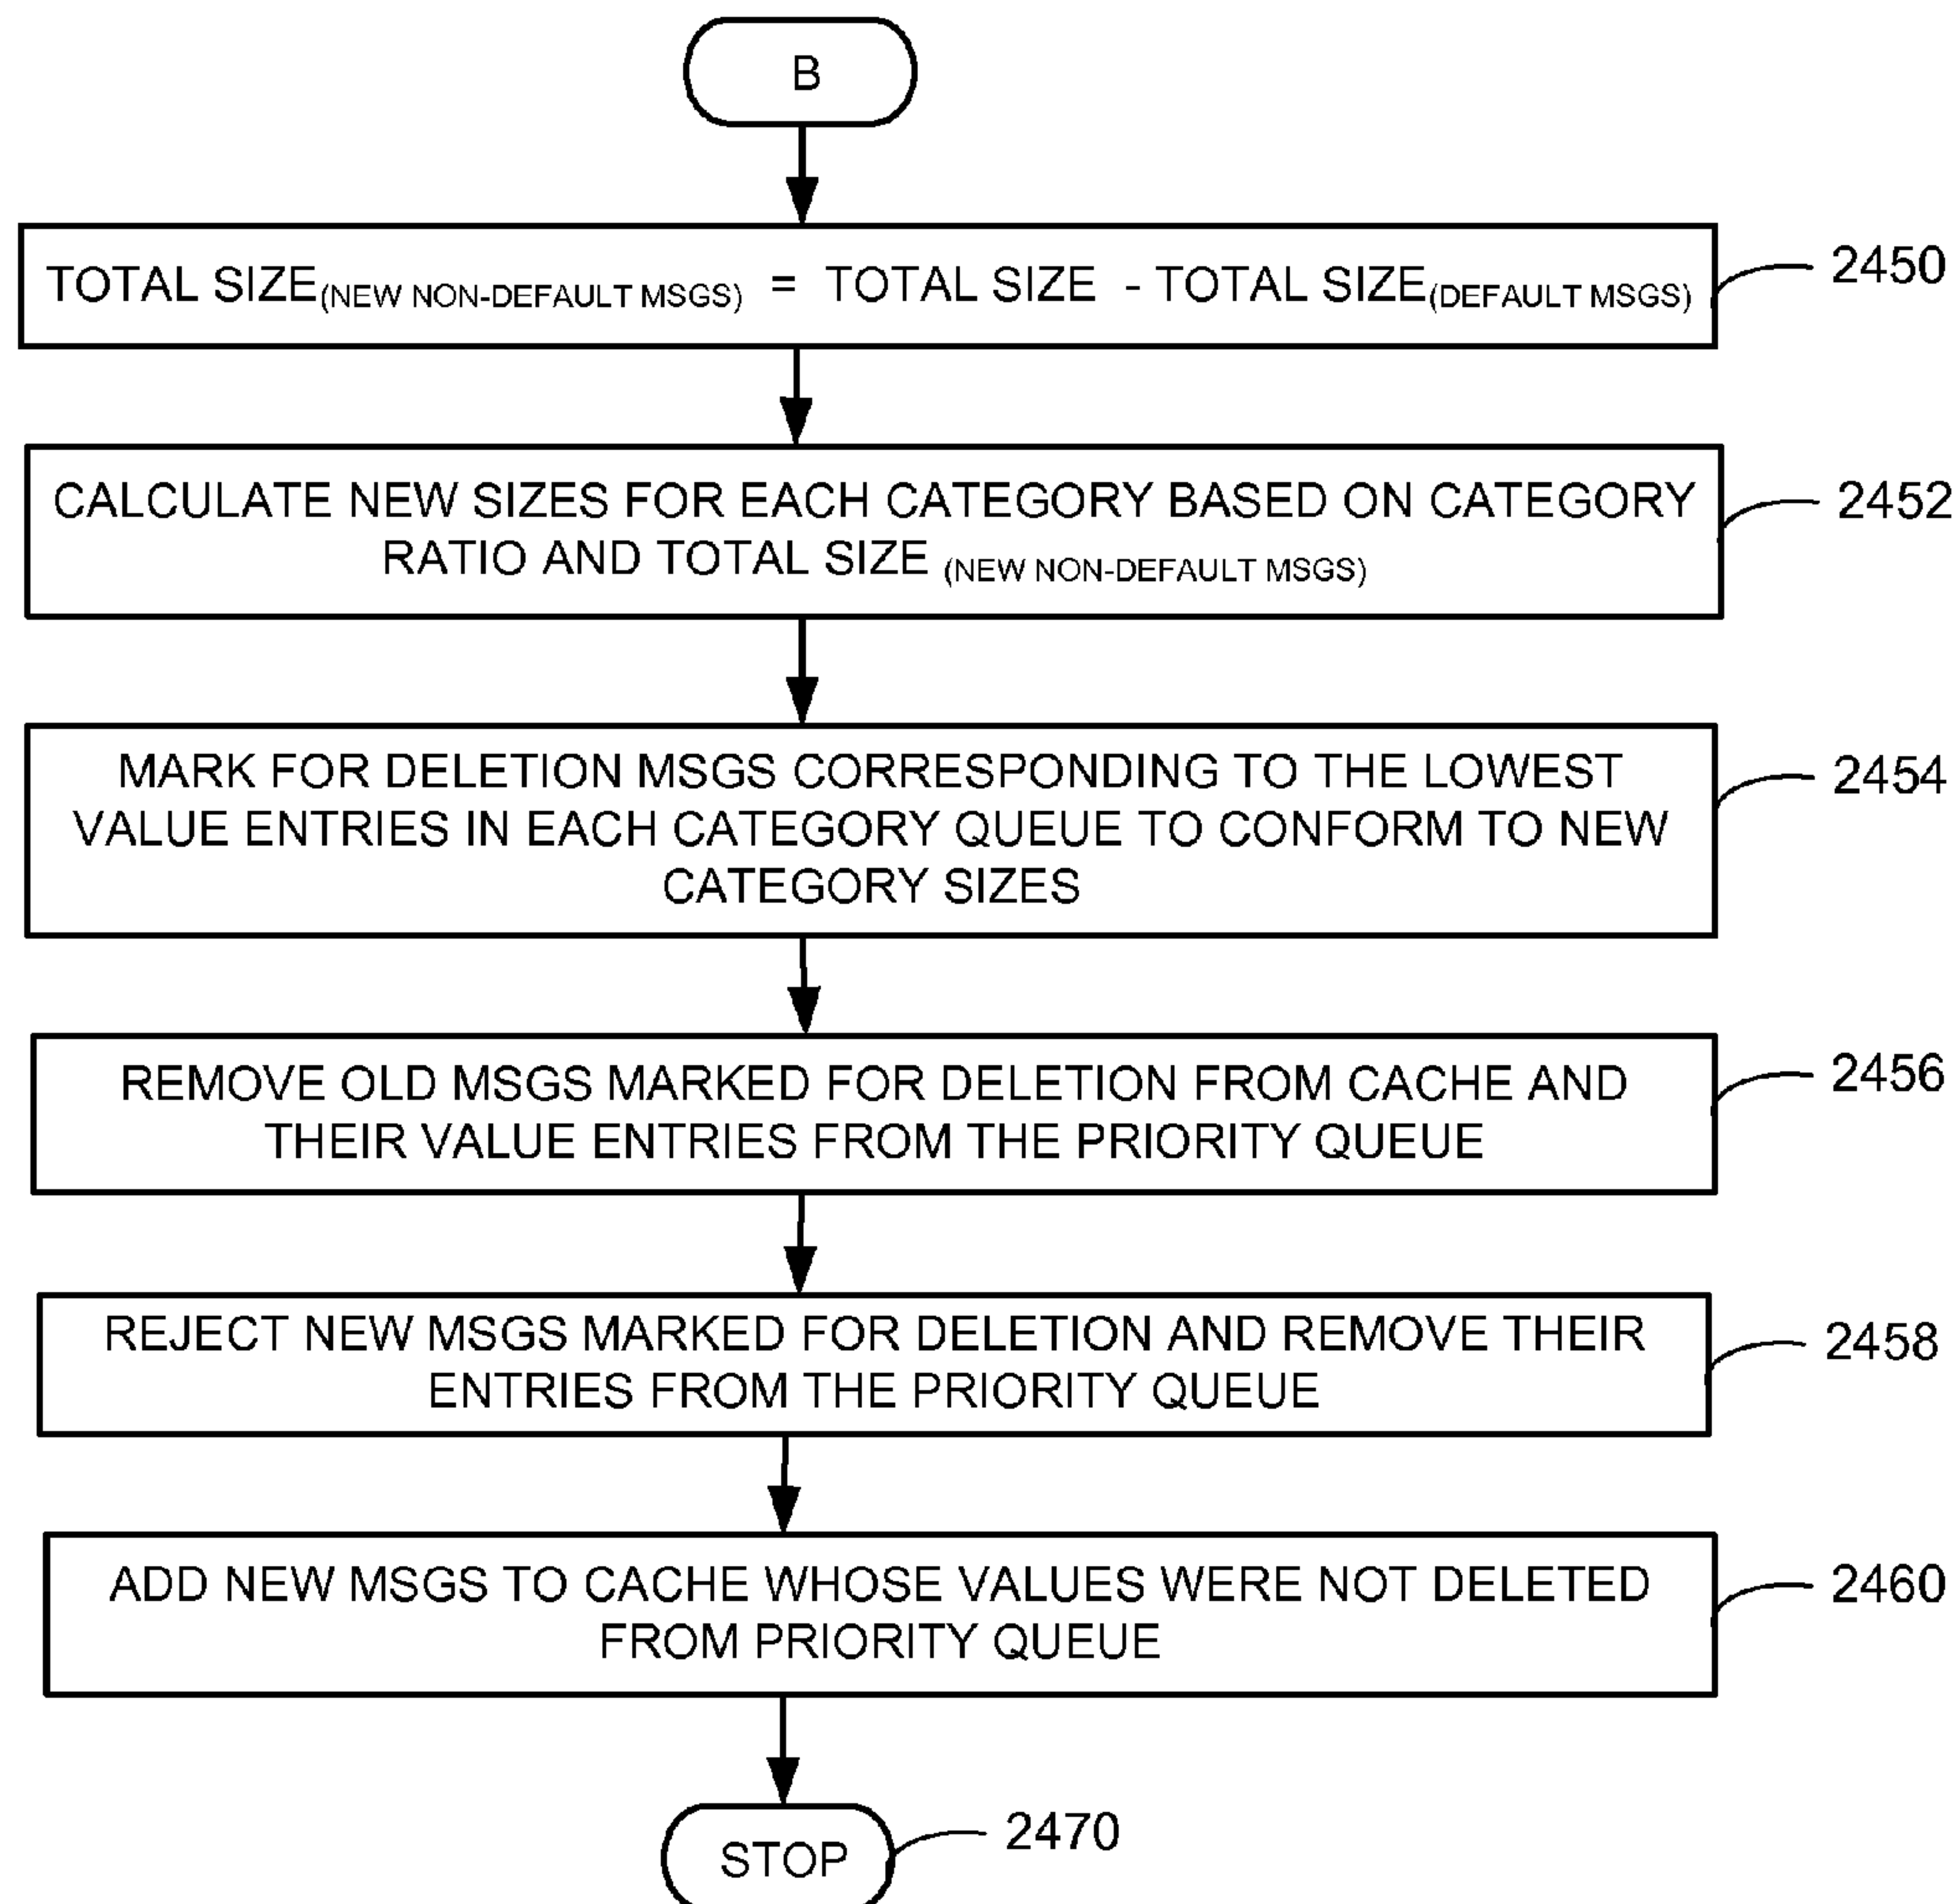 B
TOTAL SIZE(NEW NON-DEFAULT MSGS) = TOTAL SIZE - TOTAL SIZE(DEFAULT MSGS)
2450
CALCULATE NEW SIZES FOR EACH CATEGORY BASED ON CATEGORY
RATIO AND TOTAL SIZE (NEW NON-DEFAULT MSGS)
2452
MARK FOR DELETION MSGS CORRESPONDING TO THE LOWEST
VALUE ENTRIES IN EACH CATEGORY QUEUE TO CONFORM TO NEW
CATEGORY SIZES
2454
REMOVE OLD MSGS MARKED FOR DELETION FROM CACHE AND
THEIR VALUE ENTRIES FROM THE PRIORITY QUEUE
2456
REJECT NEW MSGS MARKED FOR DELETION AND REMOVE THEIR
ENTRIES FROM THE PRIORITY QUEUE
2458
ADD NEW MSGS TO CACHE WHOSE VALUES WERE NOT DELETED
FROM PRIORITY QUEUE
2460
STOP
2470